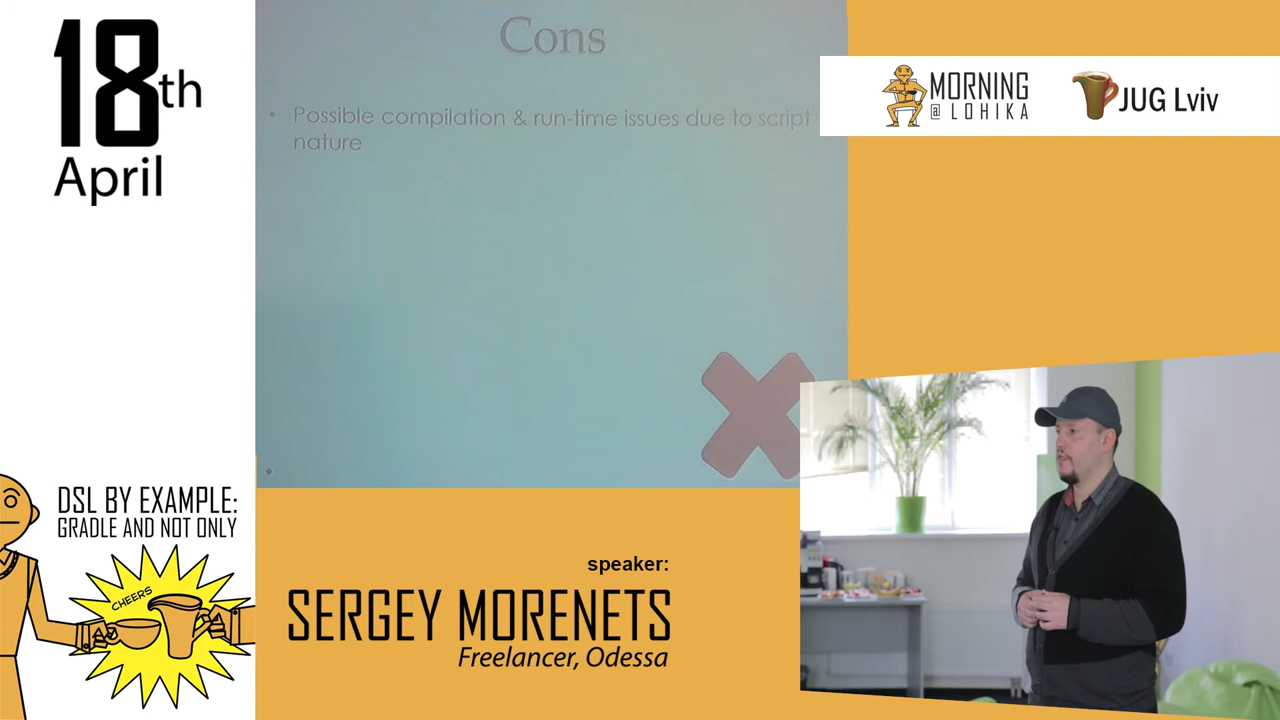 18th
April
Cons
• Possible compilation & run-time issues due to script
nature
MORNING
@ LOHIKA
JUG Lviv
DSL BY EXAMPLE:
GRADLE AND NOT ONLY
CHEERS
speaker:
SERGEY MORENETS
Freelancer, Odessa